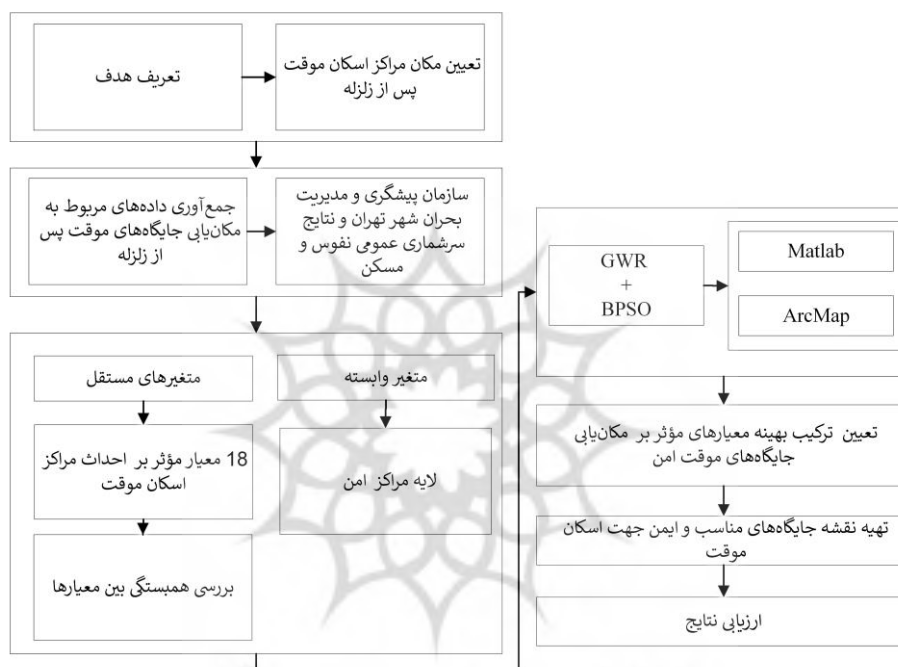 تعریف هدف
تعیین مکان مراکز اسکان موقت
پس از زلزله
جمع‌آوری داده‌های مربوط به
مکان‌یابی جایگاه‌های موقت پس
از زلزله
سازمان پیشگری و مدیریت
بحران شهر تهران و نتایج
سرشماری عمومی نفوس و
مسکن
متغیرهای مستقل
18 معیار مؤثر بر احداث مراکز
اسکان موقت
بررسی همبستگی بین معیارها
متغیر وابسته
لایه مراکز امن
GWR
+
BPSO
Matlab
ArcMap
تعیین ترکیب بهینه معیارهای مؤثر بر مکان‌یابی
جایگاه‌های موقت امن
تهیه نقشه جایگاه‌های مناسب و ایمن جهت اسکان
موقت
ارزیابی نتایج